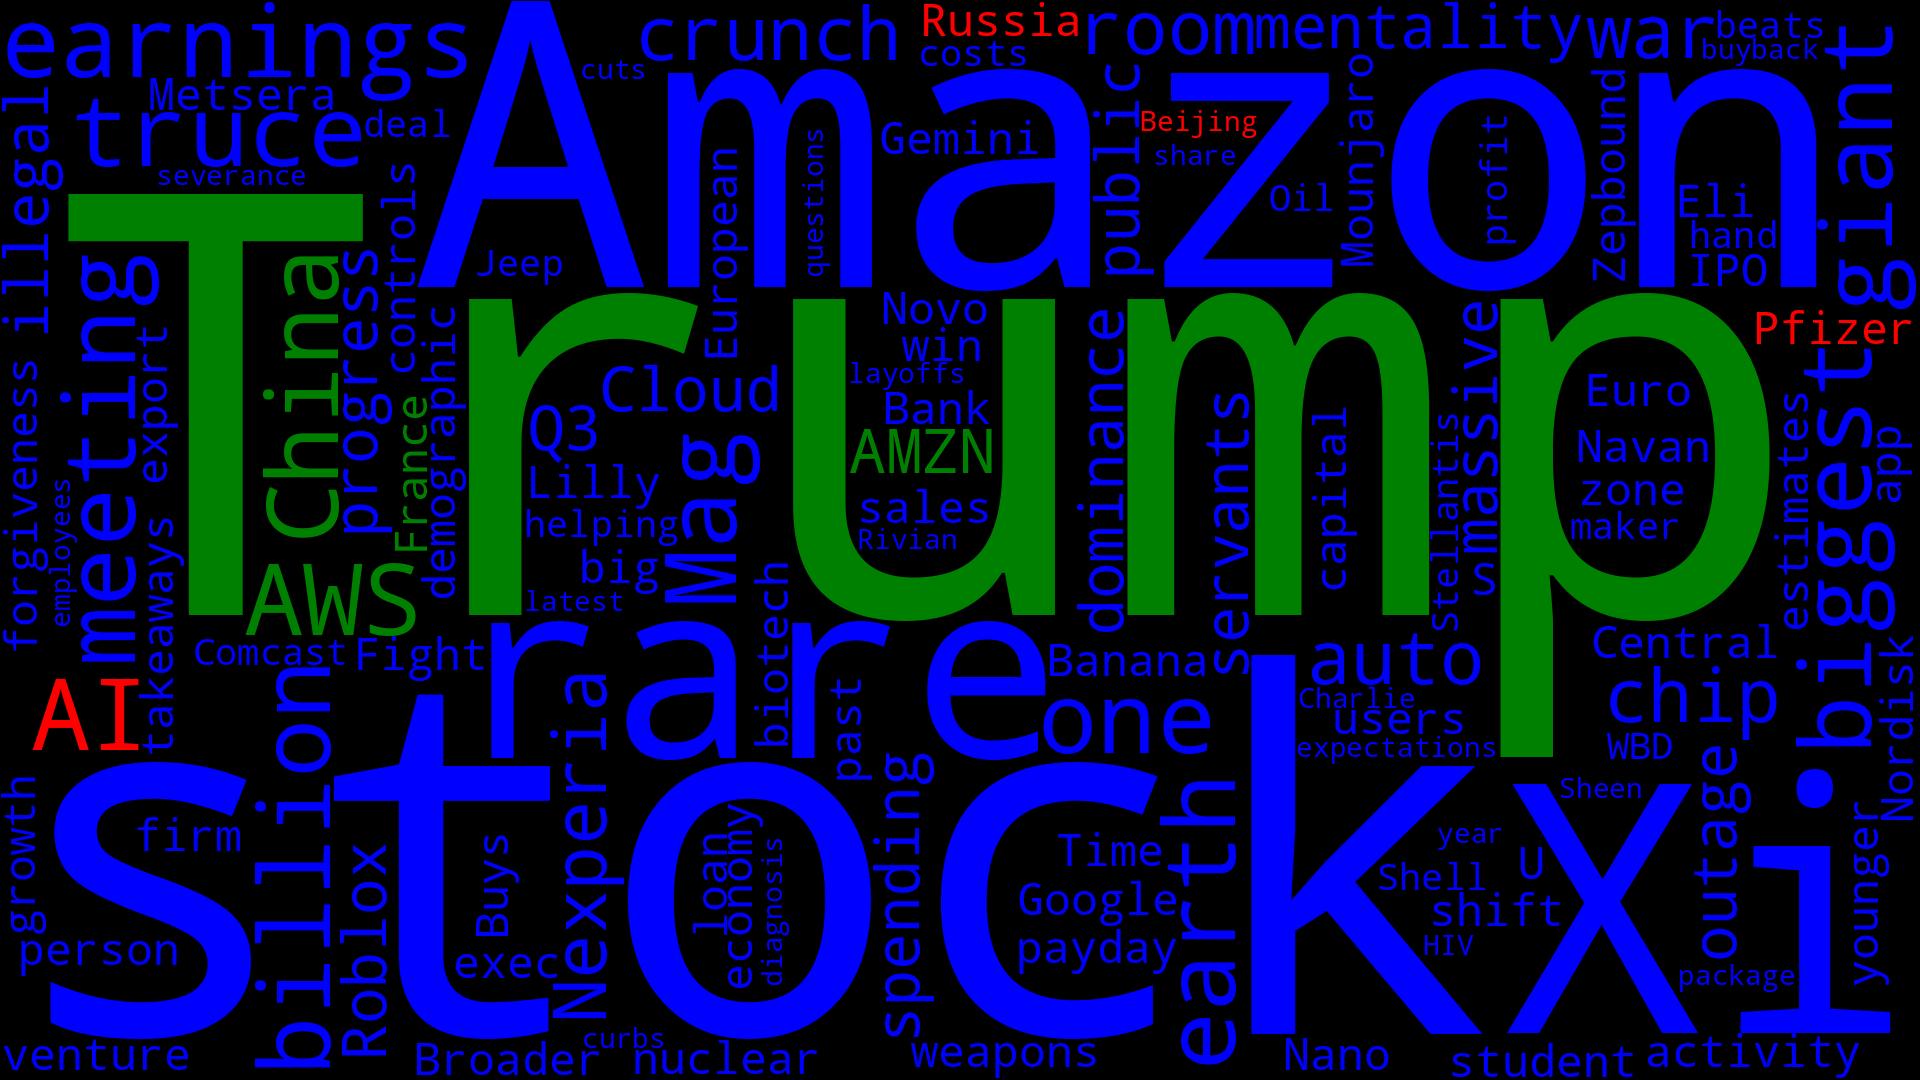 earnings
crunch
Russia
room
mentality
war
beats
buyback
costs
cuts
Metsera
truce
deal
severance
Amazon
Gemini
public
Beijing
share
Oil
Mounjaro
profit
Zepbound
Eli
hand
IPO
giant
illegal
controls
European
questions
Jeep
Trump
China
progress
meeting
export
France
demographic
Novo
win
layoffs
Bank
AMZN
sales
Rivian
Cloud
Q3
Lilly
helping
big
latest
Mag
dominance
servants
capital
Stellantis
massive
S
Pfizer
Euro
Navan
zone
maker
estimates
biggest
app
forgiveness
employees
takeaways
AWS
Comcast
Fight
rare
biotech
past
Banana
one
auto
Charlie
users
expectations
Central
chip
WBD
Nordisk
AI
billion
Nexperia
stock
Xi
growth
firm
person
Roblox
Buys
exec
loan
economy
diagnosis
spending
Time
Google
payday
earth
year
Shell
U
shift
HIV
Sheen
outage
package
younger
venture
Broader
curbs
nuclear
weapons
Nano
student
activity